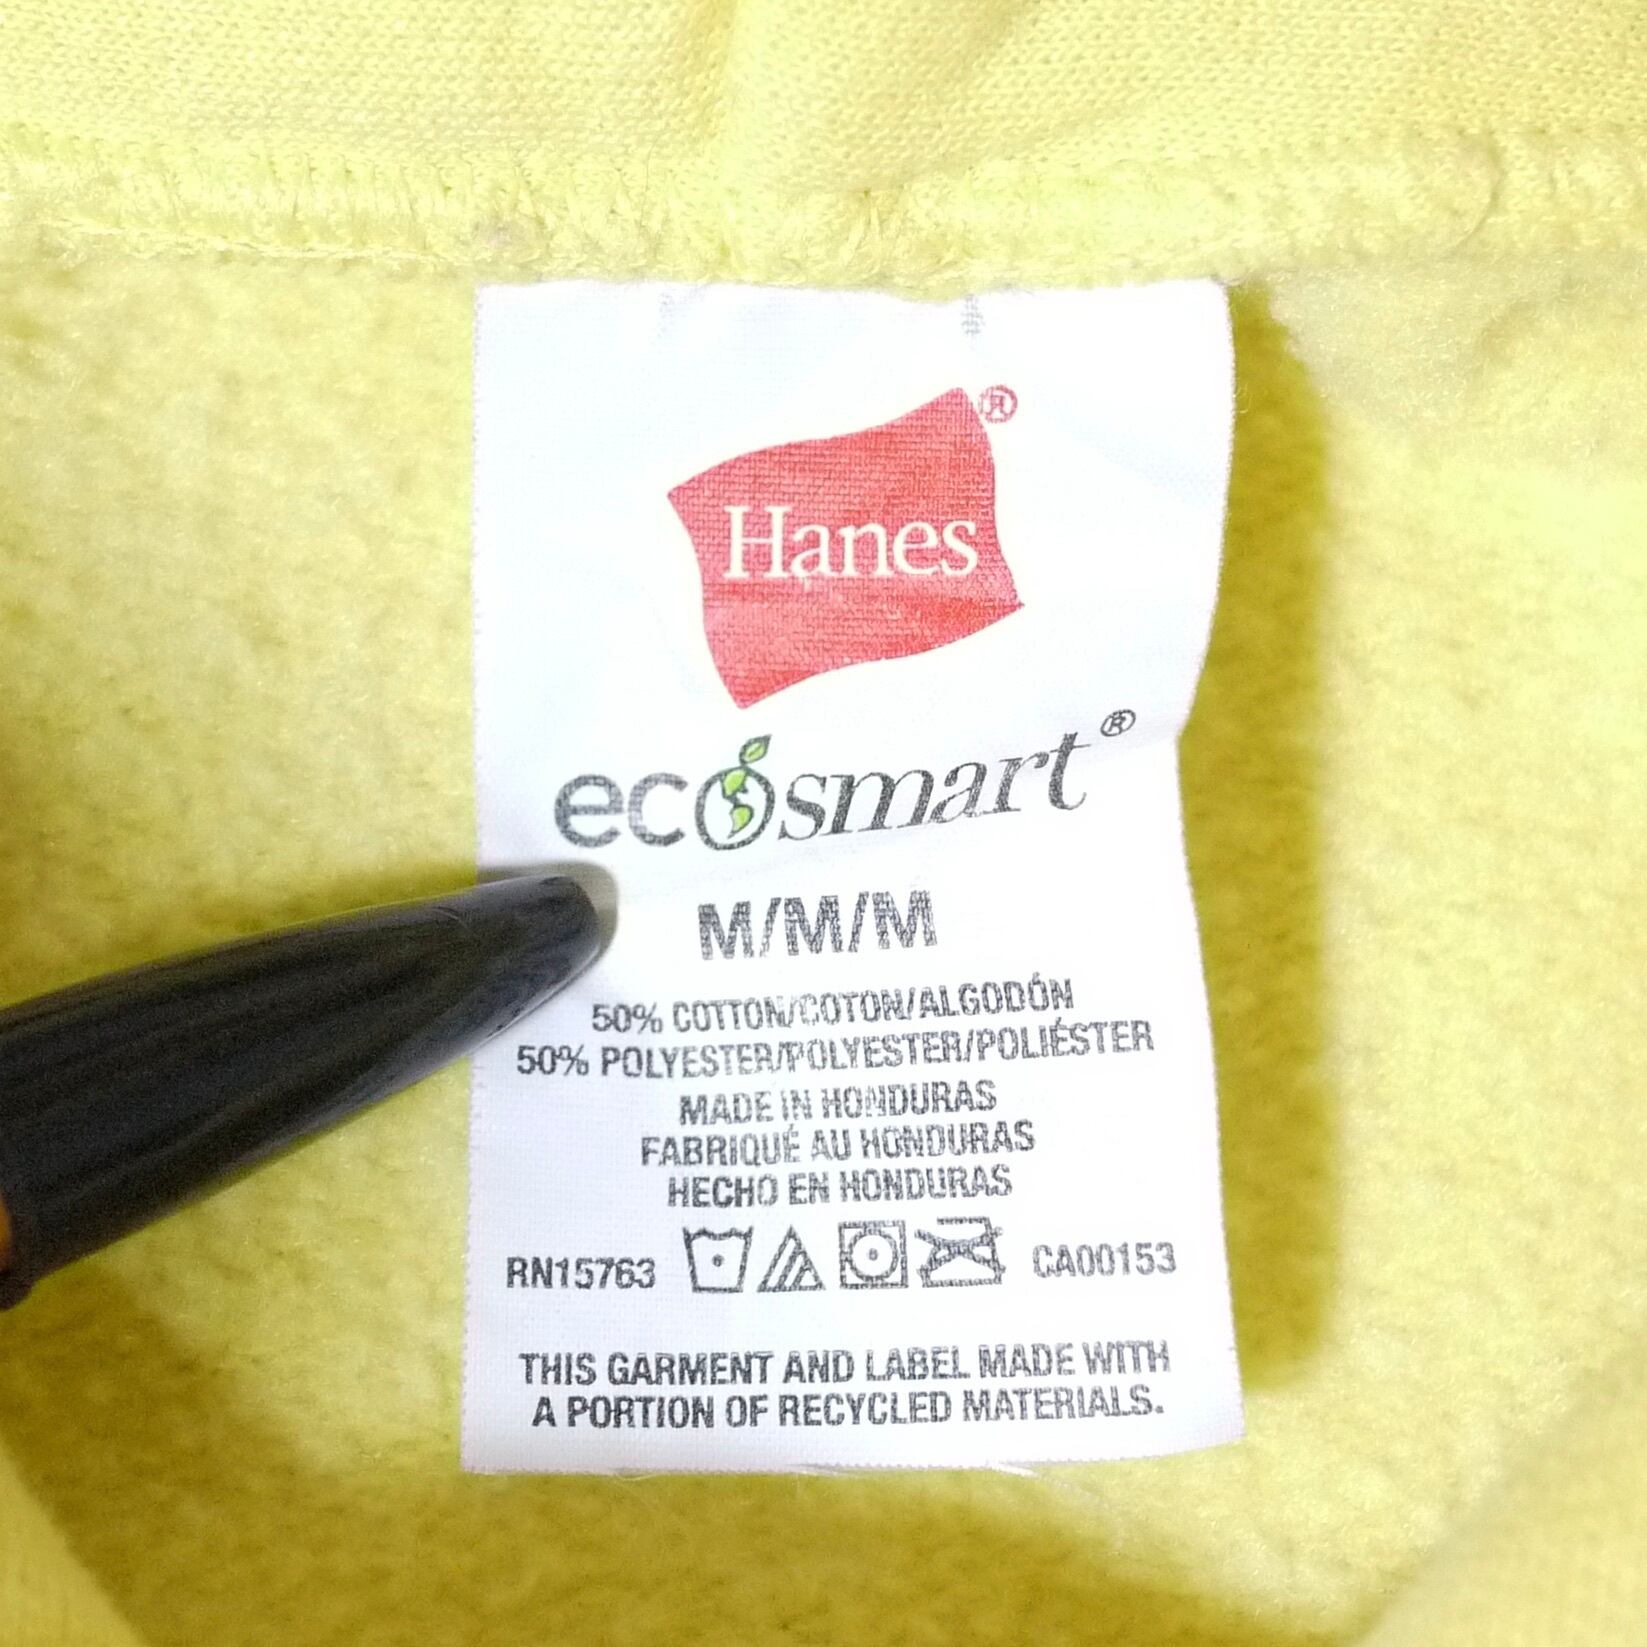 Hanes®
ecosmart®
M/M/M
50% COTTON/COTON/ALGODÓN
50% POLYESTER/POLYESTER/POLIÉSTER
MADE IN HONDURAS
FABRIQUÉ AU HONDURAS
HECHO EN HONDURAS
RN15763 CA00153
THIS GARMENT AND LABEL MADE WITH
A PORTION OF RECYCLED MATERIALS.